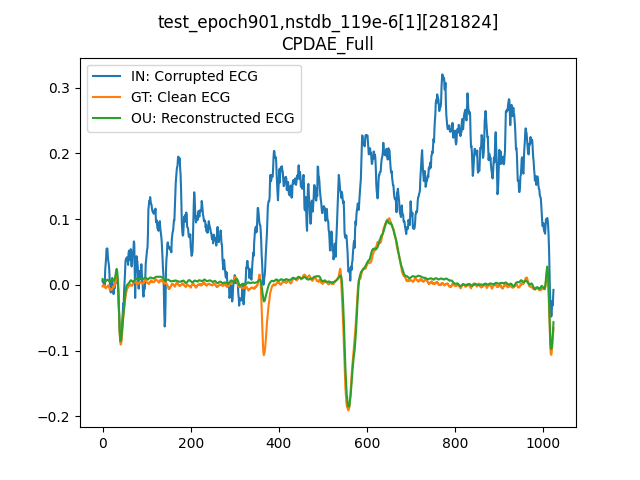 test_epoch901,nstdb_119e-6[1][281824]
CPDAE_Full
IN: Corrupted ECG
GT: Clean ECG
OU: Reconstructed ECG
0.3
0.2
0.1
0.0
−0.1
−0.2
0 200 400 600 800 1000